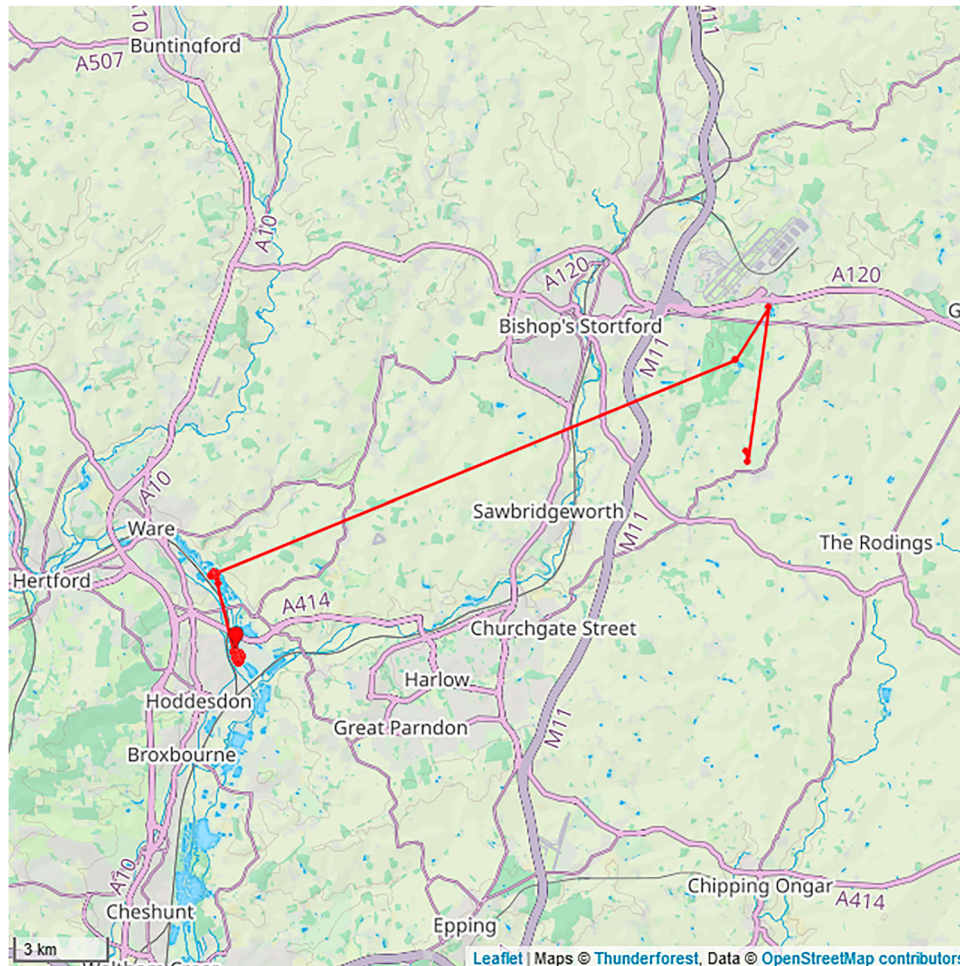 A10
M11
Buntingford
A507
A10
A120
A120
G
Bishop's Stortford
M11
A10
Sawbridgeworth
Ware
M11
The Rodings
Hertford
A414
Churchgate Street
Harlow
Hoddesdon
Great Parndon
M11
Broxbourne
A10
Chipping Ongar
A414
Cheshunt
Epping
3 km
Leaflet | Maps © Thunderforest, Data © OpenStreetMap contributors